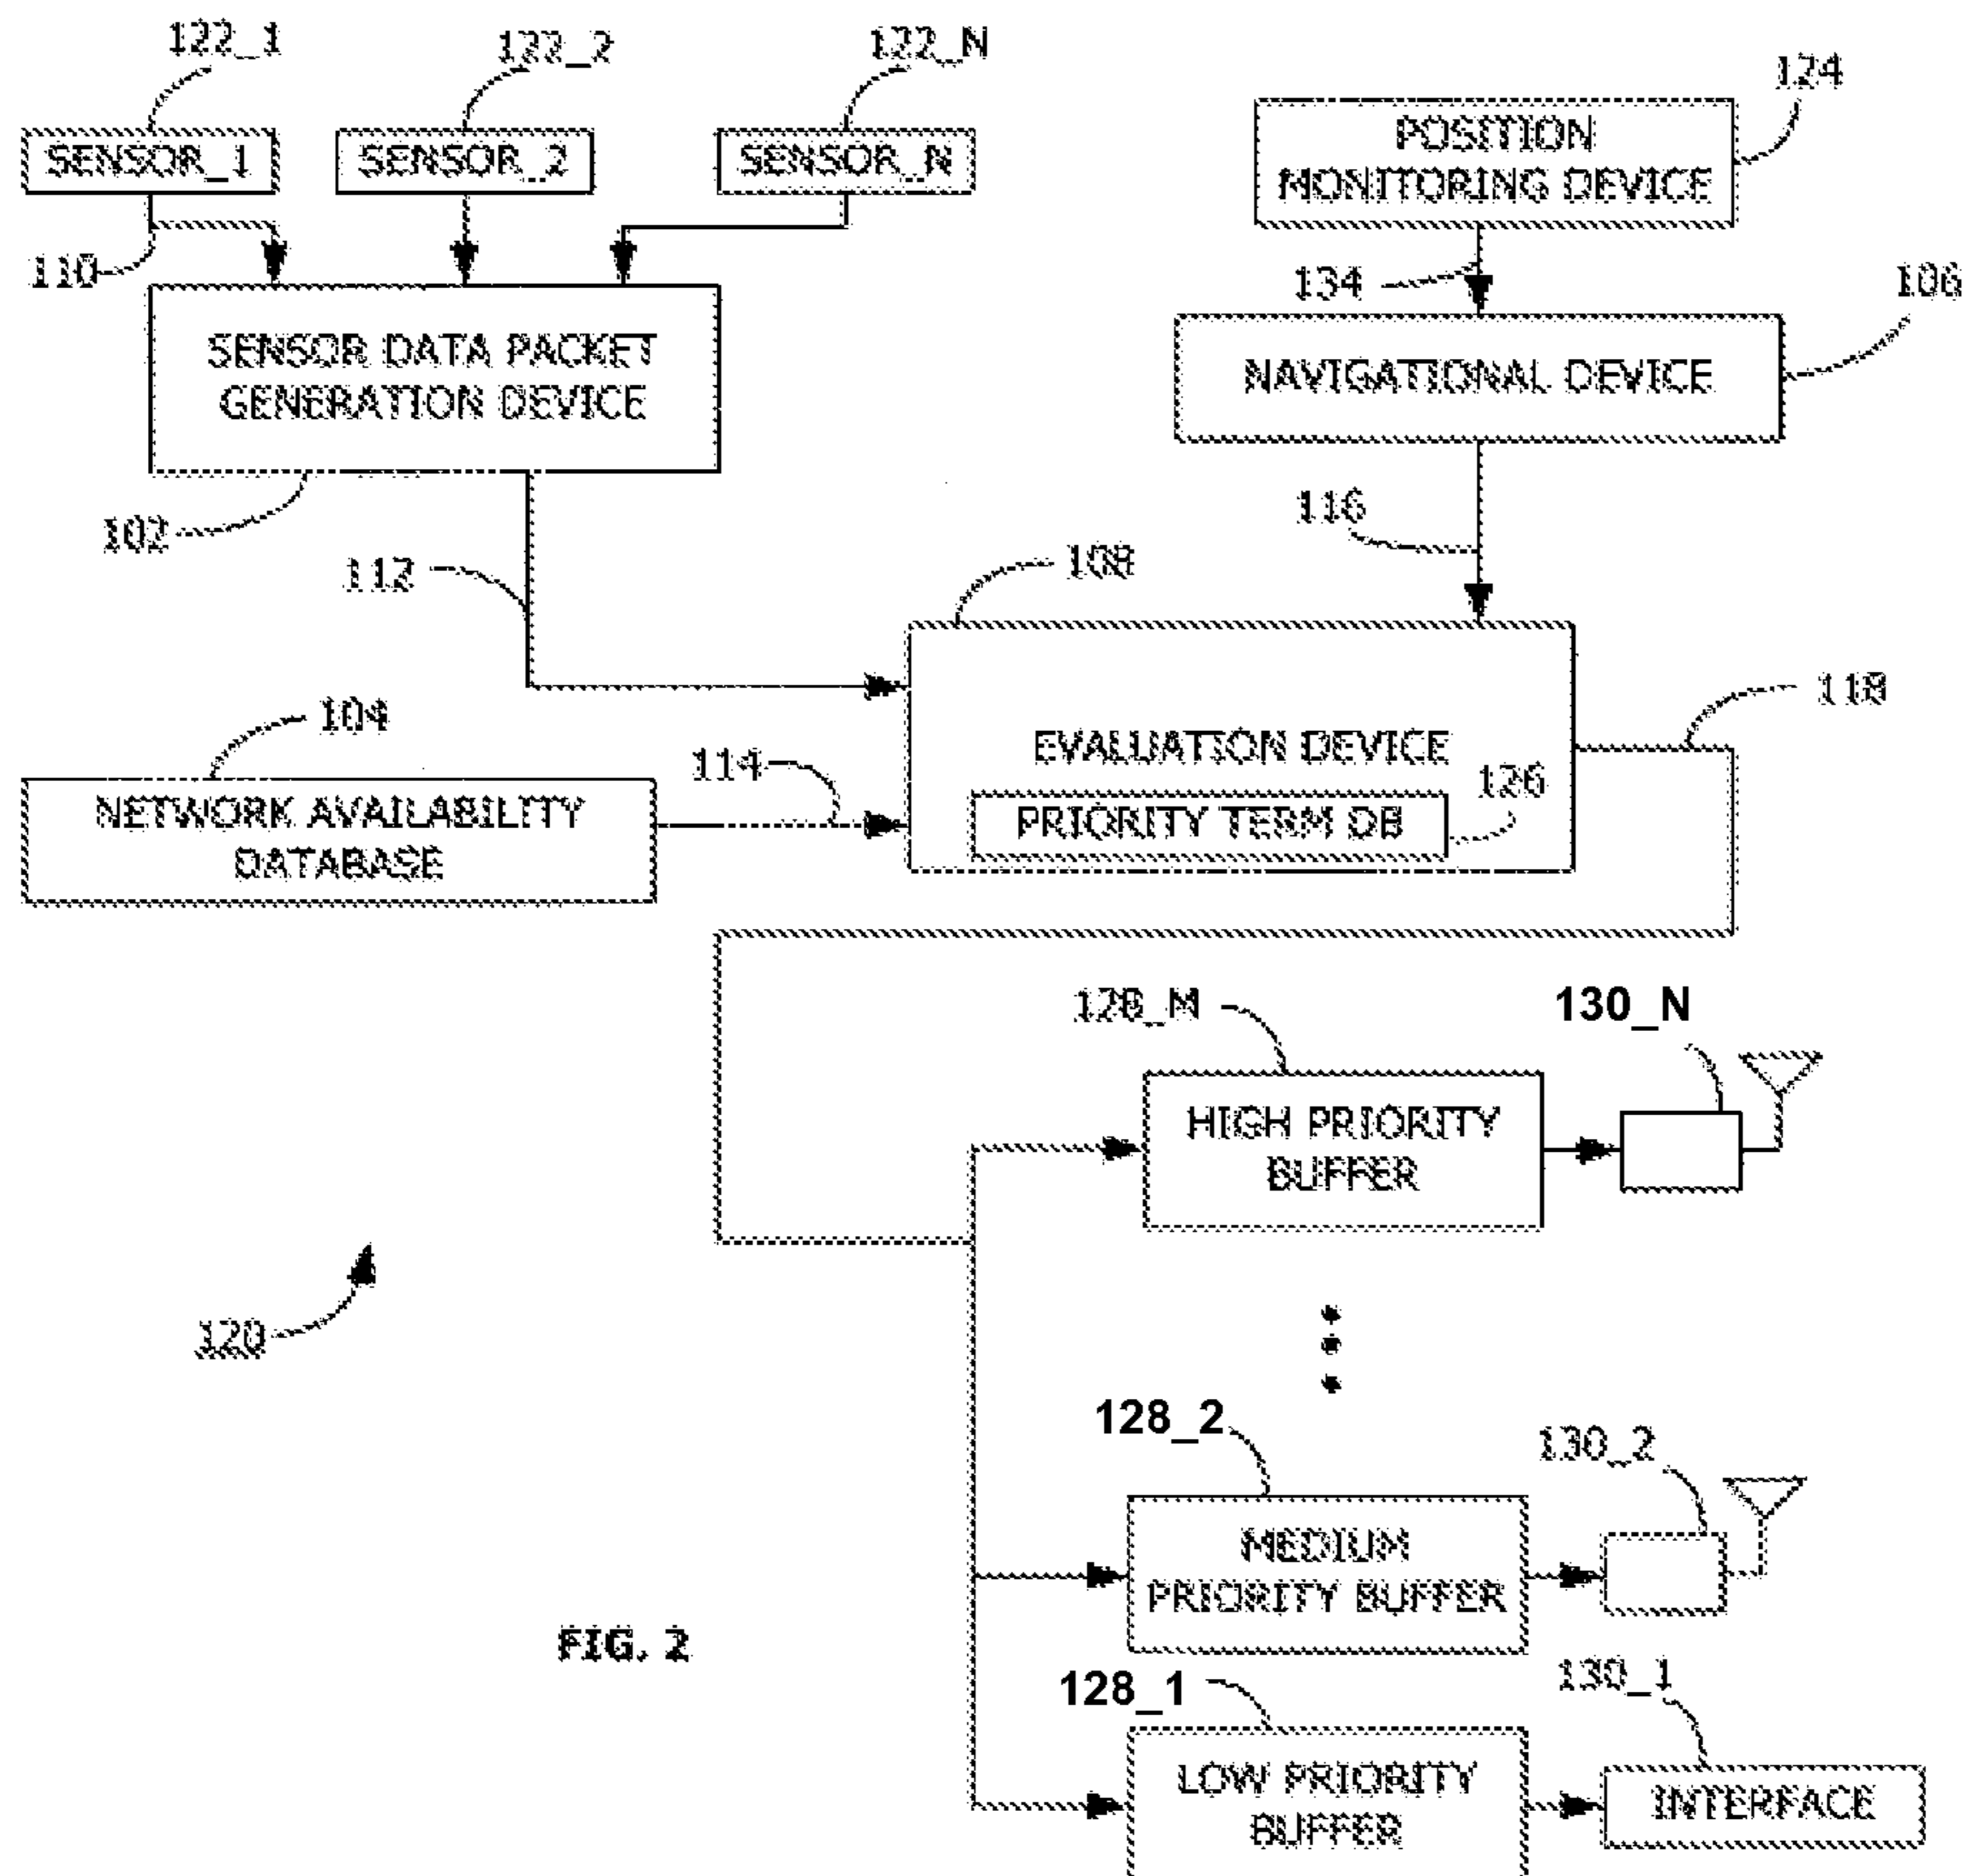 122_1
122_2
122_N
124
SENSOR_1
SENSOR_2
SENSOR_N
POSITION
MONITORING DEVICE
110
134
106
SENSOR DATA PACKET
GENERATION DEVICE
NAVIGATIONAL DEVICE
102
112
116
108
104
118
EVALUATION DEVICE
114
126
NETWORK AVAILABILITY
DATABASE
PRIORITY TERM DB
128_M
130_N
HIGH PRIORITY
BUFFER
120
128_2
130_2
MEDIUM
PRIORITY BUFFER
FIG. 2
128_1
130_1
LOW PRIORITY
BUFFER
INTERFACE